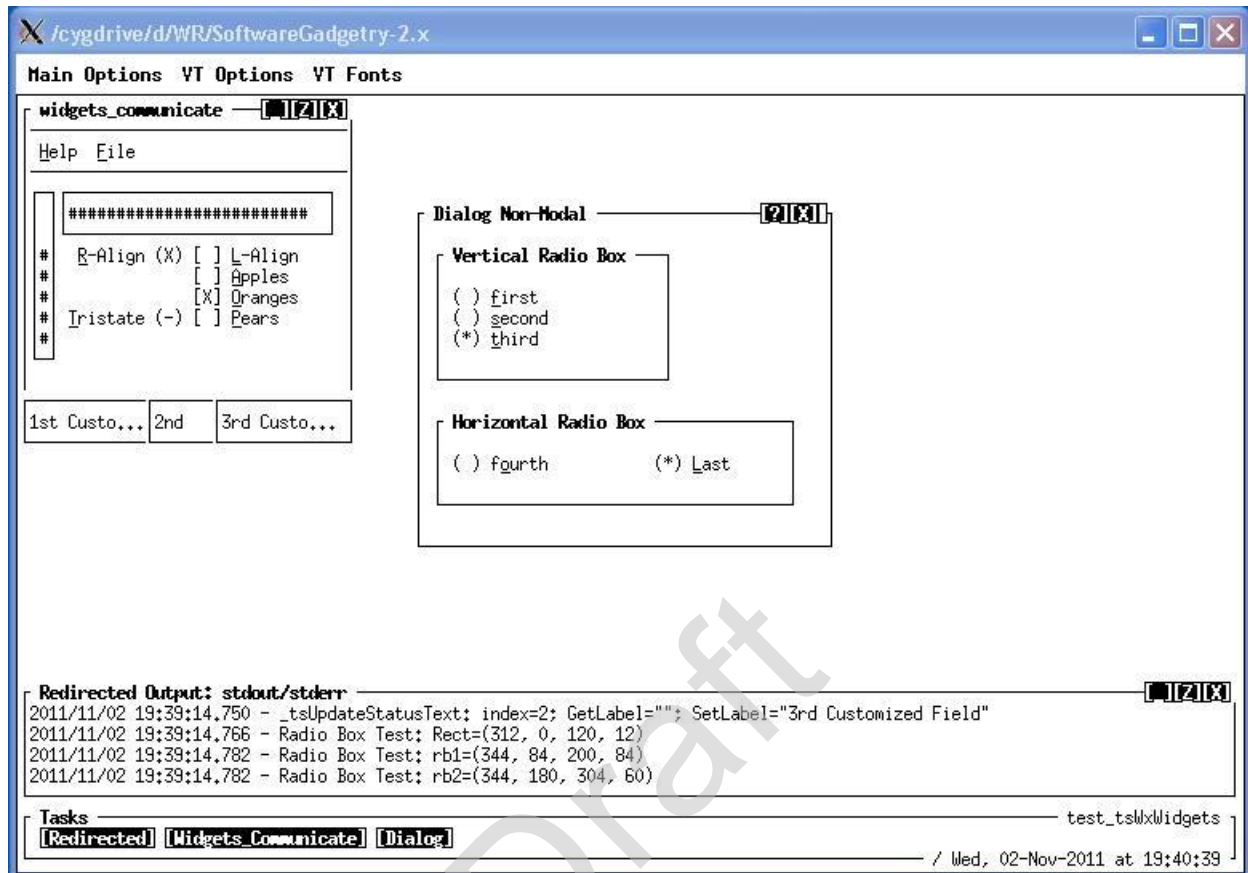 /cygdrive/d/WR/SoftwareGadgetry-2.x
Main Options VT Options VT Fonts
widgets_communicate [_][Z][X]
Help File
#########################
R-Align (X) [ ] L-Align
[ ] Apples
[X] Oranges
Tristate (-) [ ] Pears
#
#
#
#
#
1st Custo... 2nd 3rd Custo...
Dialog Non-Modal [?][X]
Vertical Radio Box
( ) first
( ) second
(*) third
Horizontal Radio Box
( ) fourth (*) Last
Redirected Output: stdout/stderr [_][Z][X]
2011/11/02 19:39:14.750 - _tsUpdateStatusText: index=2; GetLabel=""; SetLabel="3rd Customized Field"
2011/11/02 19:39:14.766 - Radio Box Test: Rect=(312, 0, 120, 12)
2011/11/02 19:39:14.782 - Radio Box Test: rb1=(344, 84, 200, 84)
2011/11/02 19:39:14.782 - Radio Box Test: rb2=(344, 180, 304, 60)
Tasks test_tsWxWidgets
[Redirected] [Widgets_Communicate] [Dialog]
/ Wed, 02-Nov-2011 at 19:40:39
Draft